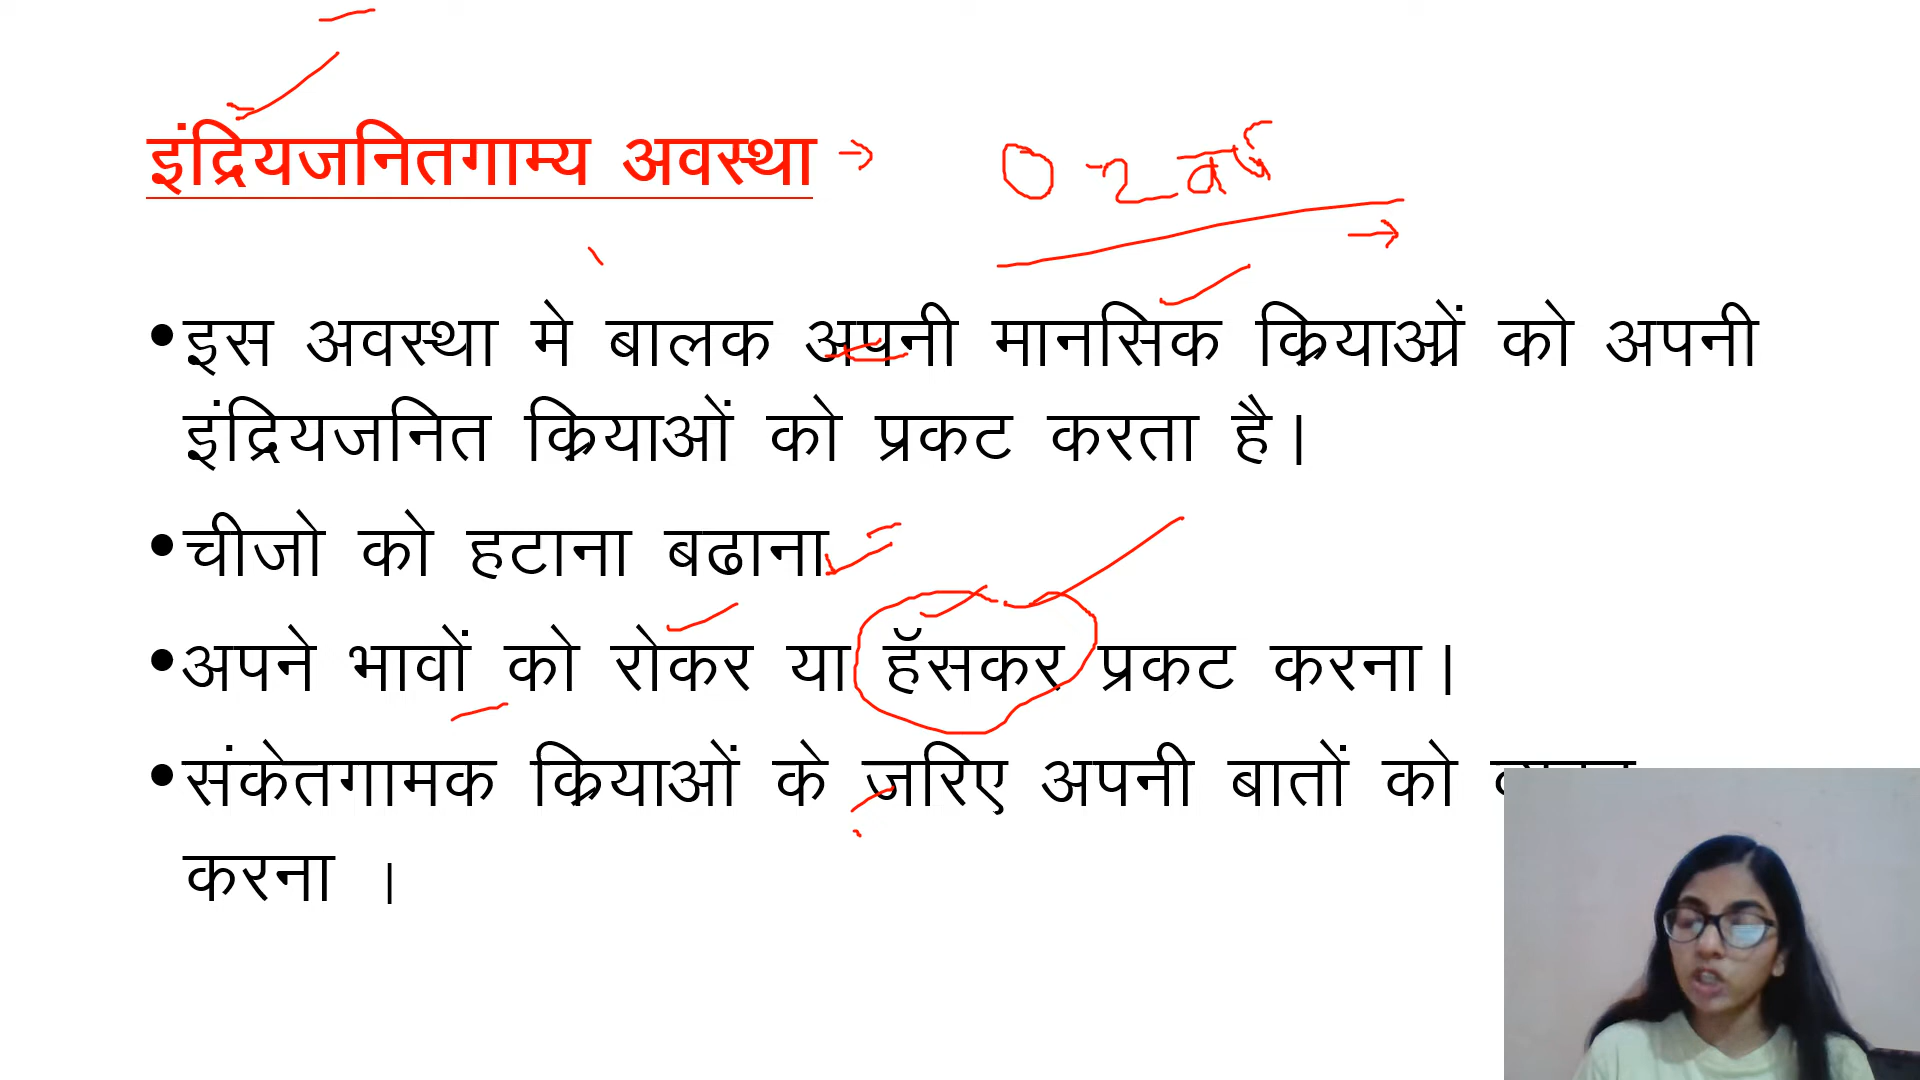 इंद्रियजनितगाम्य अवस्था → 0-2 वर्ष →
•इस अवस्था मे बालक अपनी मानसिक क्रियाओं को अपनी
इंद्रियजनित क्रियाओं को प्रकट करता है।
•चीजो को हटाना बढाना
•अपने भावों को रोकर या हॅसकर प्रकट करना।
•संकेतगामक क्रियाओं के जरिए अपनी बातों को
करना ।